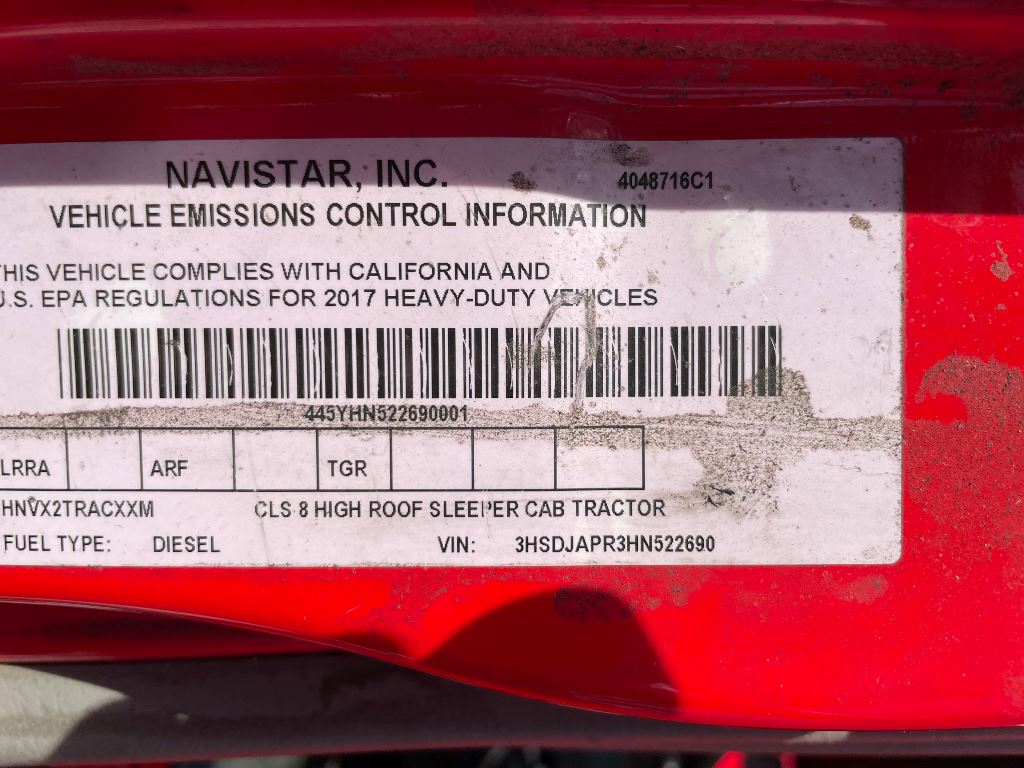 NAVISTAR, INC. 4048716C1
VEHICLE EMISSIONS CONTROL INFORMATION
THIS VEHICLE COMPLIES WITH CALIFORNIA AND
U.S. EPA REGULATIONS FOR 2017 HEAVY-DUTY VEHICLES
445YHN522690001
LRRA ARF TGR
HNVX2TRACXXM CLS 8 HIGH ROOF SLEEPER CAB TRACTOR
FUEL TYPE: DIESEL VIN: 3HSDJAPR3HN522690